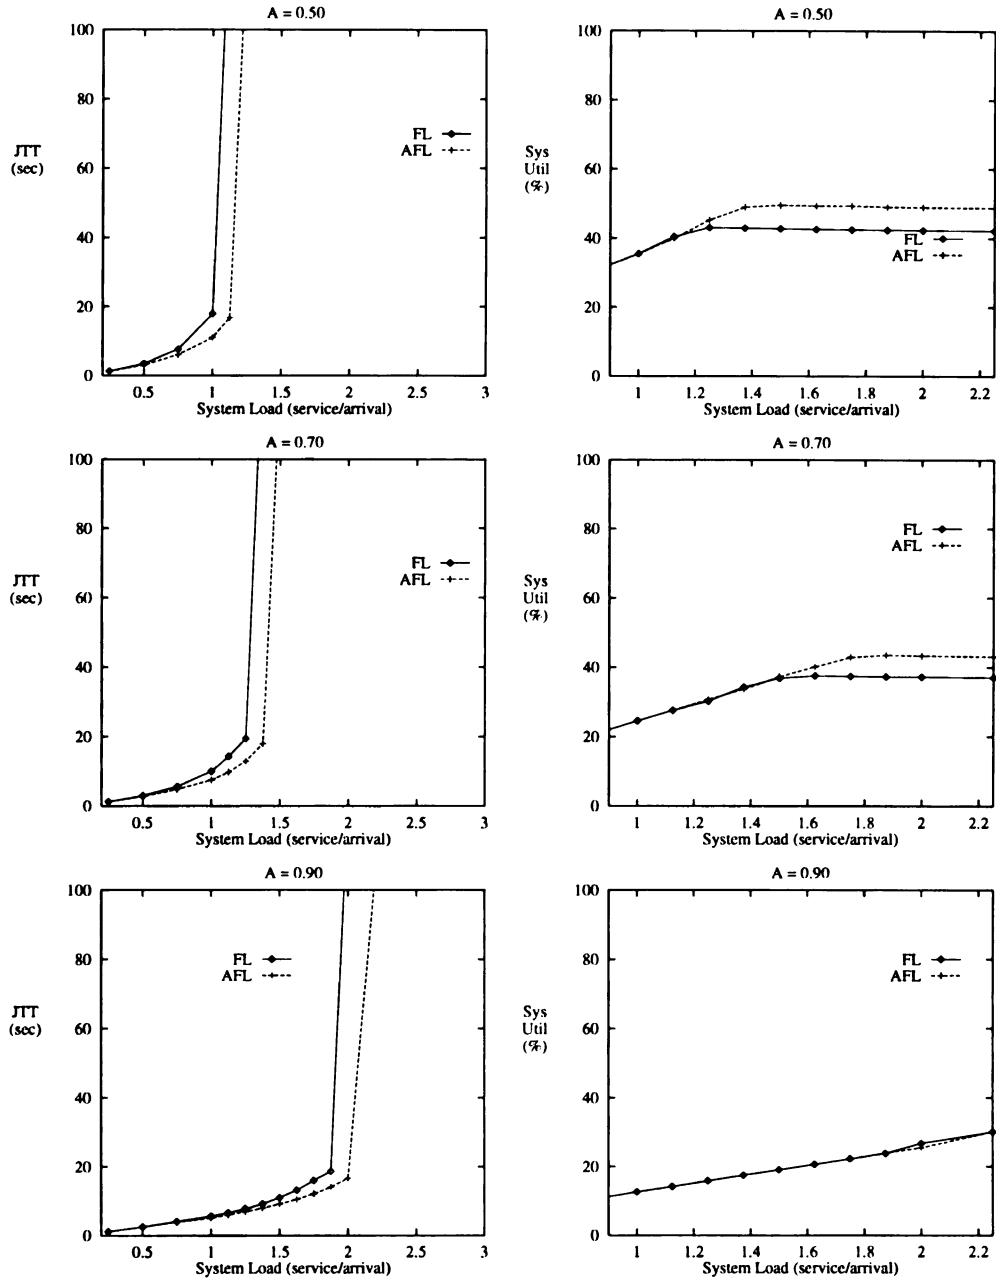 A = 0.50
100
80
60
40
20
0
JTT
(sec)
FL
AFL
0.5 1 1.5 2 2.5 3
System Load (service/arrival)
A = 0.50
100
80
60
40
20
0
Sys
Util
(%)
FL
AFL
1 1.2 1.4 1.6 1.8 2 2.2
System Load (service/arrival)
A = 0.70
100
80
60
40
20
0
JTT
(sec)
FL
AFL
0.5 1 1.5 2 2.5 3
System Load (service/arrival)
A = 0.70
100
80
60
40
20
0
Sys
Util
(%)
FL
AFL
1 1.2 1.4 1.6 1.8 2 2.2
System Load (service/arrival)
A = 0.90
100
80
60
40
20
0
JTT
(sec)
FL
AFL
0.5 1 1.5 2 2.5 3
System Load (service/arrival)
A = 0.90
100
80
60
40
20
0
Sys
Util
(%)
FL
AFL
1 1.2 1.4 1.6 1.8 2 2.2
System Load (service/arrival)